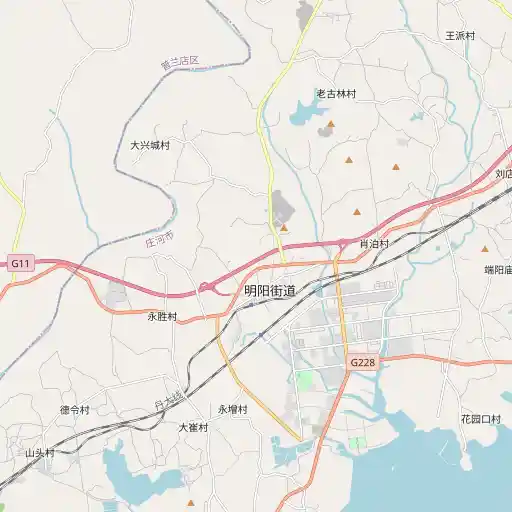 王派村
普兰店区
老古林村
大兴城村
刘店
庄河市
肖泊村
G11
端阳庙
明阳街道
永胜村
G228
丹大线
德令村
永增村
花园口村
大崔村
山头村